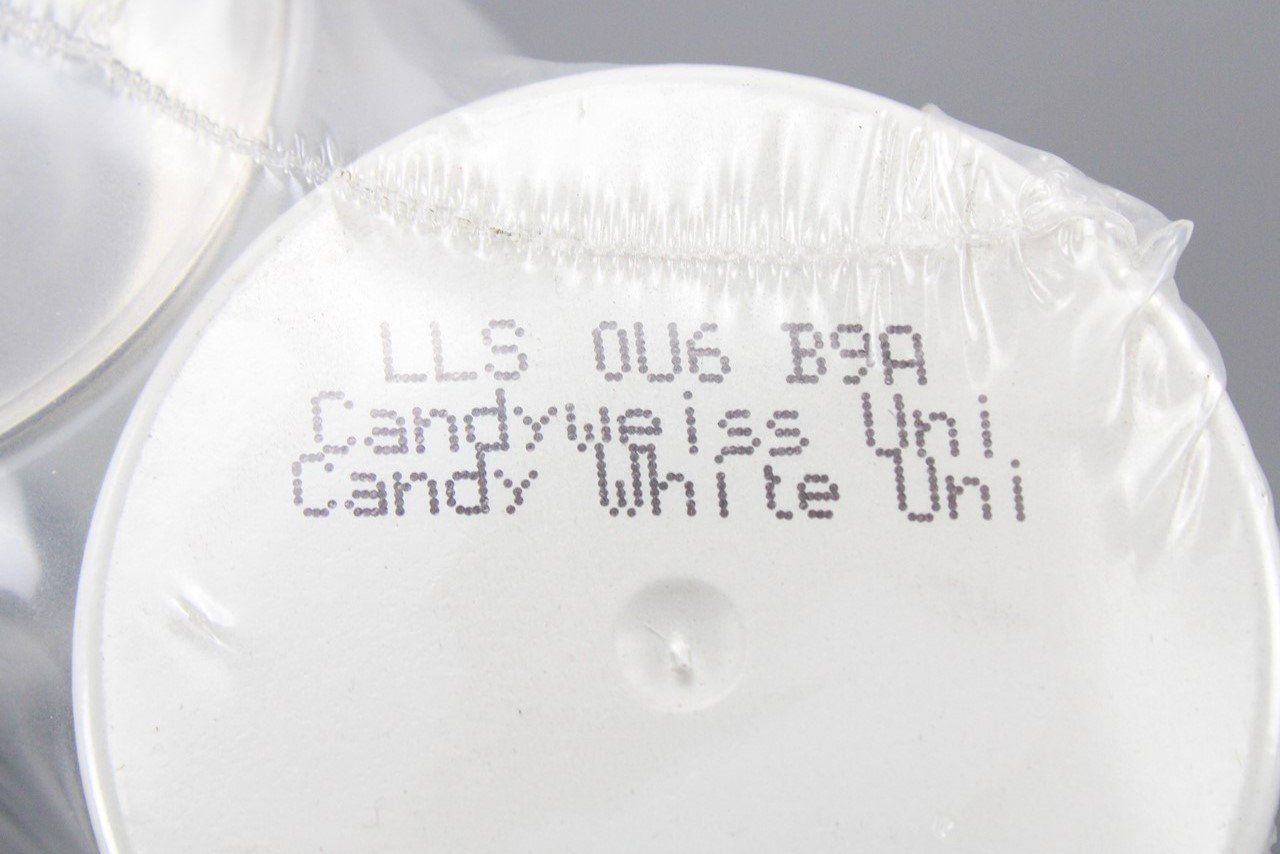 LLS 0U6 B9A
Candyweiss Uni
Candy White Uni